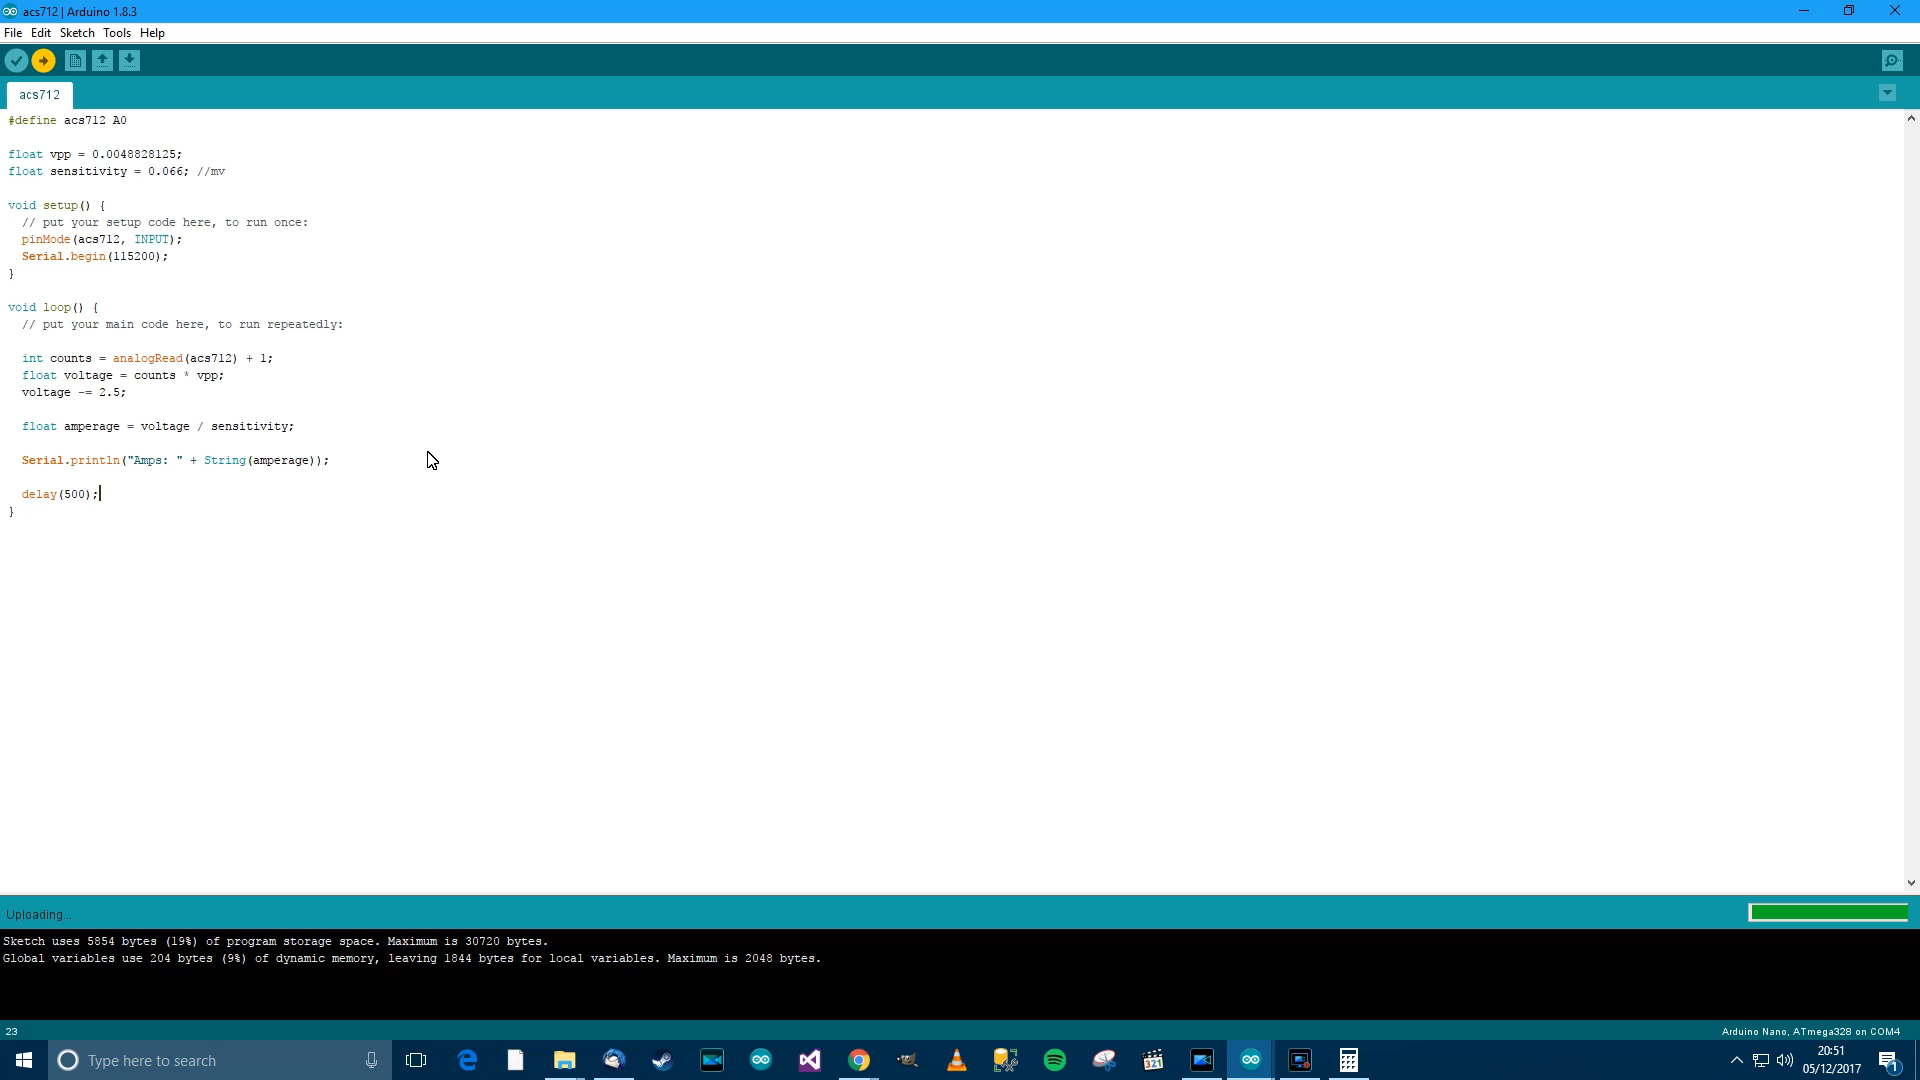 acs712 | Arduino 1.8.3
File Edit Sketch Tools Help
acs712
#define acs712 A0
float vpp = 0.0048828125;
float sensitivity = 0.066; //mv
void setup() {
// put your setup code here, to run once:
pinMode(acs712, INPUT);
Serial.begin(115200);
}
void loop() {
// put your main code here, to run repeatedly:
int counts = analogRead(acs712) + 1;
float voltage = counts * vpp;
voltage -= 2.5;
float amperage = voltage / sensitivity;
Serial.println("Amps: " + String(amperage));
delay(500);
}
Uploading...
Sketch uses 5854 bytes (19%) of program storage space. Maximum is 30720 bytes.
Global variables use 204 bytes (9%) of dynamic memory, leaving 1844 bytes for local variables. Maximum is 2048 bytes.
23
Arduino Nano, ATmega328 on COM4
Type here to search
321
20:51
05/12/2017
1